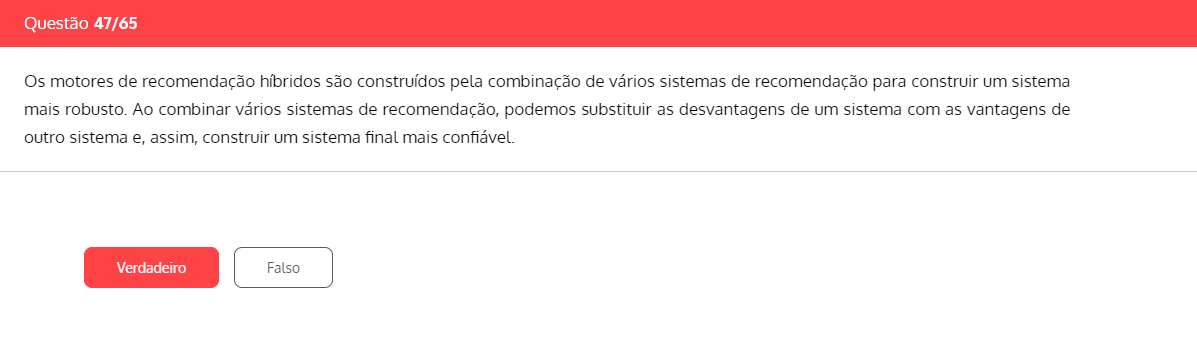 Questão 47/65
Os motores de recomendação híbridos são construídos pela combinação de vários sistemas de recomendação para construir um sistema
mais robusto. Ao combinar vários sistemas de recomendação, podemos substituir as desvantagens de um sistema com as vantagens de
outro sistema e, assim, construir um sistema final mais confiável.
Verdadeiro Falso